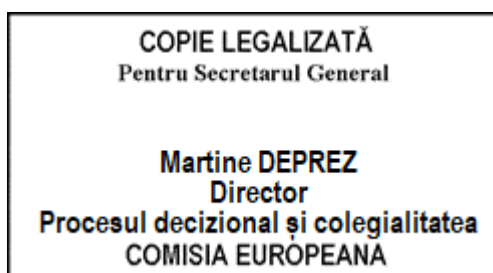 COPIE LEGALIZATĂ
Pentru Secretarul General
Martine DEPREZ
Director
Procesul decizional și colegialitatea
COMISIA EUROPEANA